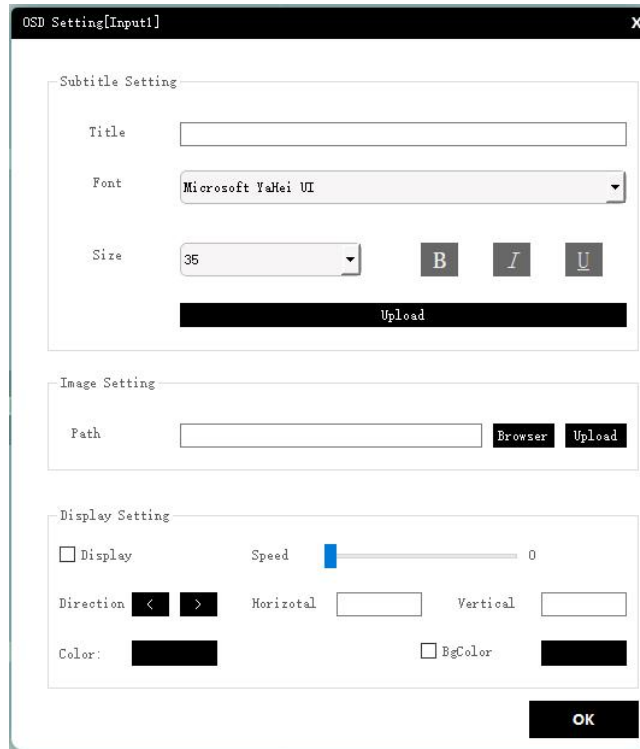 OSD Setting[Input1] X
Subtitle Setting
Title
Font Microsoft YaHei UI
Size 35 B I U
Upload
Image Setting
Path Browser Upload
Display Setting
Display Speed 0
Direction < > Horizotal Vertical
Color: BgColor
OK